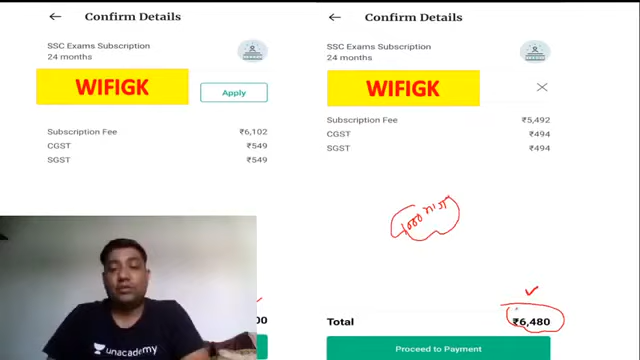 Confirm Details
SSC Exams Subscription
24 months
WIFIGK
Apply
Subscription Fee ₹6,102
CGST ₹549
SGST ₹549
unacademy
00
Confirm Details
SSC Exams Subscription
24 months
WIFIGK
Subscription Fee ₹5,492
CGST ₹494
SGST ₹494
1000
Total ₹6,480
Proceed to Payment